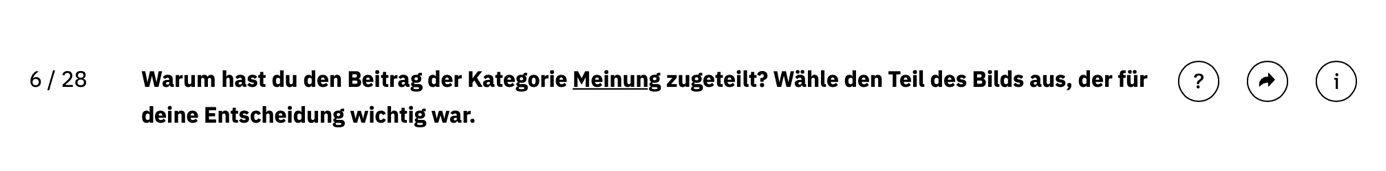 6 / 28
Warum hast du den Beitrag der Kategorie Meinung zugeteilt? Wähle den Teil des Bilds aus, der für
deine Entscheidung wichtig war.
?
i